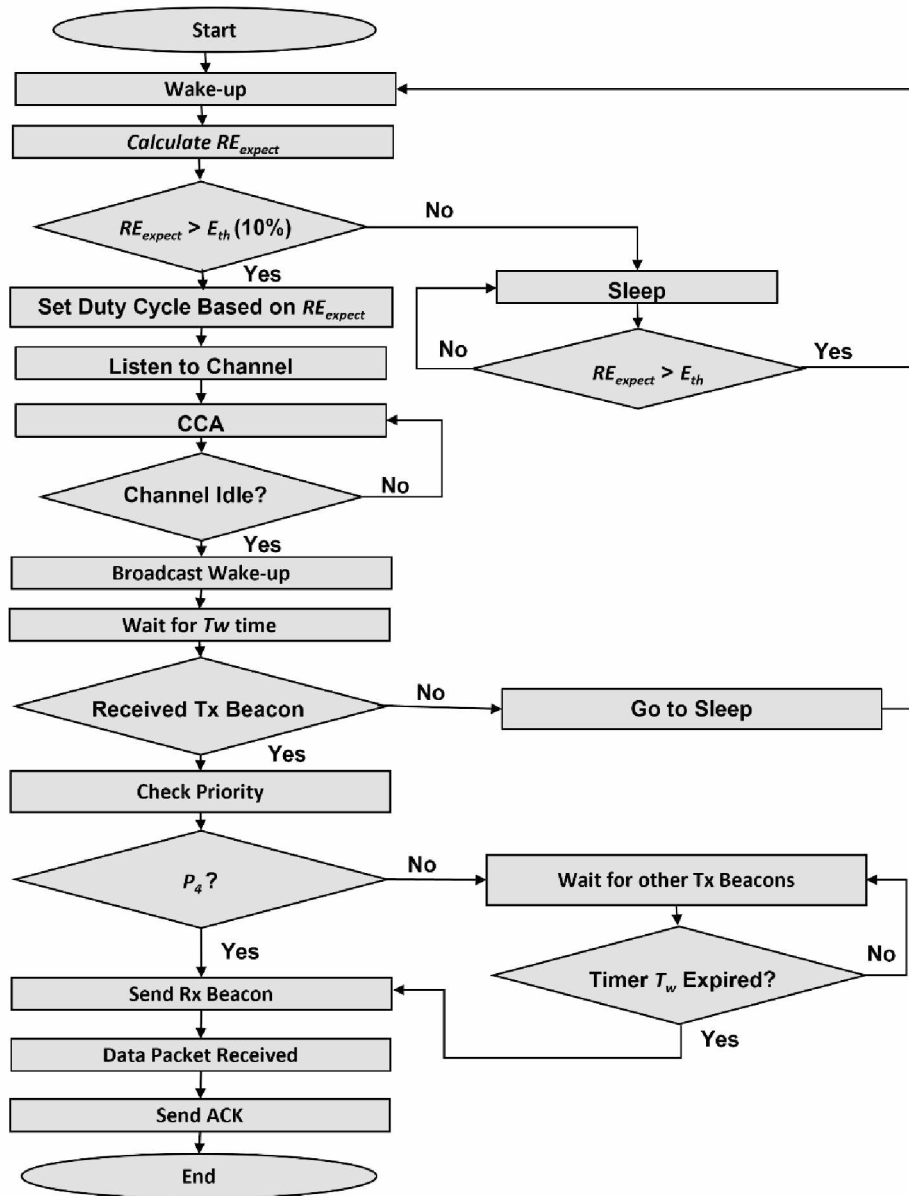 Start
Wake-up
Calculate RE_expect
RE_expect > E_th (10%)
No
Yes
Set Duty Cycle Based on RE_expect
Sleep
No
Yes
RE_expect > E_th
Listen to Channel
CCA
Channel Idle?
No
Yes
Broadcast Wake-up
Wait for Tw time
Received Tx Beacon
No
Go to Sleep
Yes
Check Priority
P_4 ?
No
Wait for other Tx Beacons
Yes
Timer T_w Expired?
No
Yes
Send Rx Beacon
Data Packet Received
Send ACK
End